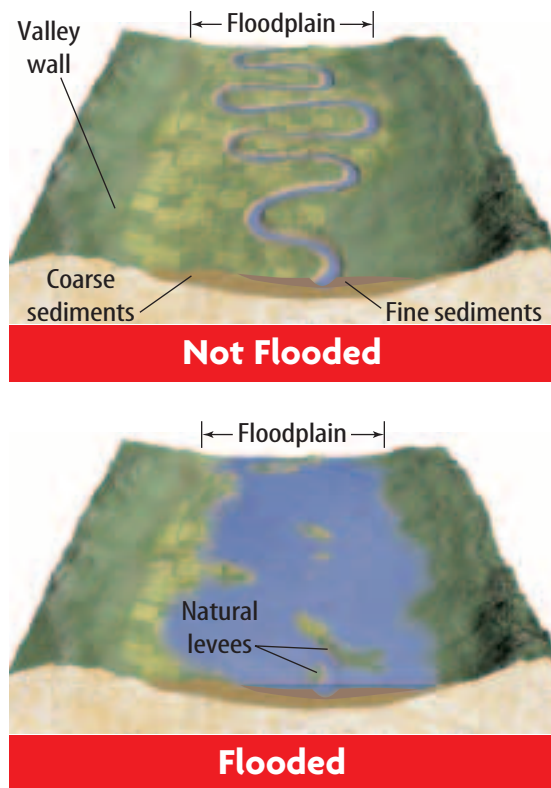 Floodplain
Valley
wall
Coarse
sediments
Fine sediments
Not Flooded
Floodplain
Natural
levees
Flooded